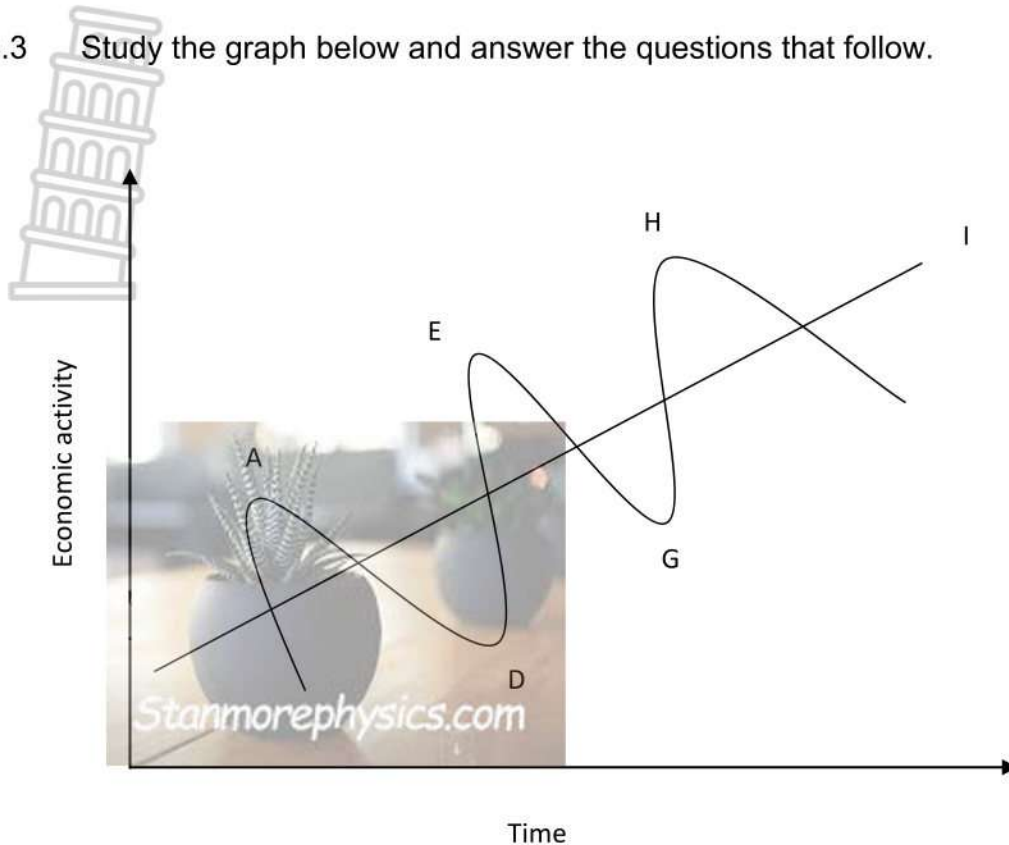 .3 Study the graph below and answer the questions that follow.
H
I
E
Economic activity
A
G
D
Stanmorephysics.com
Time